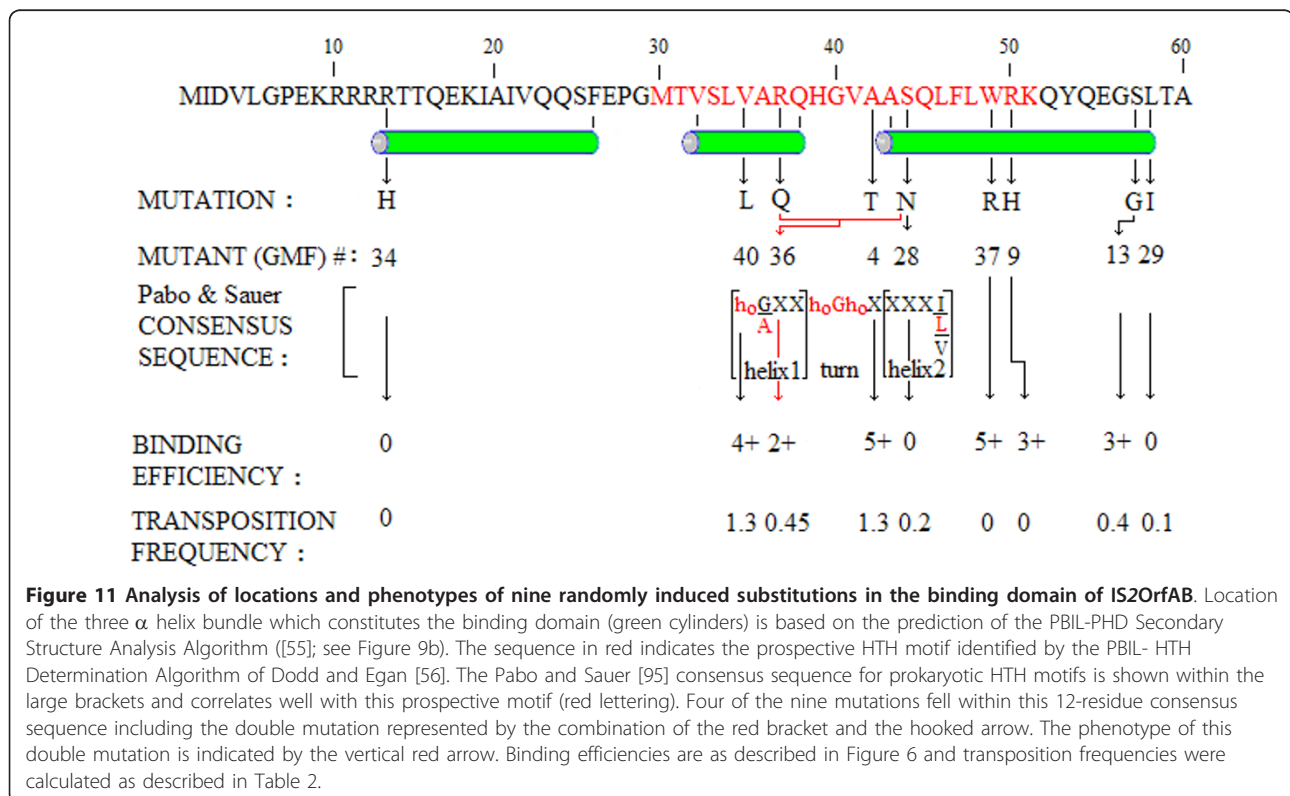 10 20 30 40 50 60
MIDVLGPEKRRRRTTQEKIAIVQQSFEPGMTVSLVARQHGVAASQLFLWRKQYQEGSLTA
MUTATION : H L Q T N R H G I
MUTANT (GMF) #: 34 40 36 4 28 37 9 13 29
Pabo & Sauer
CONSENSUS
SEQUENCE :
hoGXX hoGhoX XXXI
A L
V
helix1 turn helix2
BINDING
EFFICIENCY :
0 4+ 2+ 5+ 0 5+ 3+ 3+ 0
TRANSPOSITION
FREQUENCY :
0 1.3 0.45 1.3 0.2 0 0 0.4 0.1
Figure 11 Analysis of locations and phenotypes of nine randomly induced substitutions in the binding domain of IS2OrfAB. Location
of the three α helix bundle which constitutes the binding domain (green cylinders) is based on the prediction of the PBIL-PHD Secondary
Structure Analysis Algorithm ([55]; see Figure 9b). The sequence in red indicates the prospective HTH motif identified by the PBIL- HTH
Determination Algorithm of Dodd and Egan [56]. The Pabo and Sauer [95] consensus sequence for prokaryotic HTH motifs is shown within the
large brackets and correlates well with this prospective motif (red lettering). Four of the nine mutations fell within this 12-residue consensus
sequence including the double mutation represented by the combination of the red bracket and the hooked arrow. The phenotype of this
double mutation is indicated by the vertical red arrow. Binding efficiencies are as described in Figure 6 and transposition frequencies were
calculated as described in Table 2.